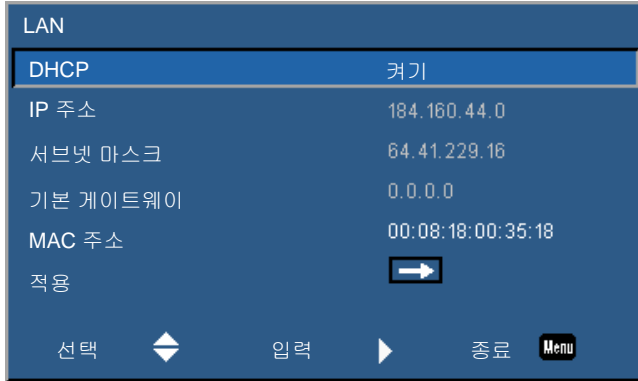 LAN
DHCP 켜기
IP 주소 184.160.44.0
서브넷 마스크 64.41.229.16
기본 게이트웨이 0.0.0.0
MAC 주소 00:08:18:00:35:18
적용
선택 입력 종료 Menu